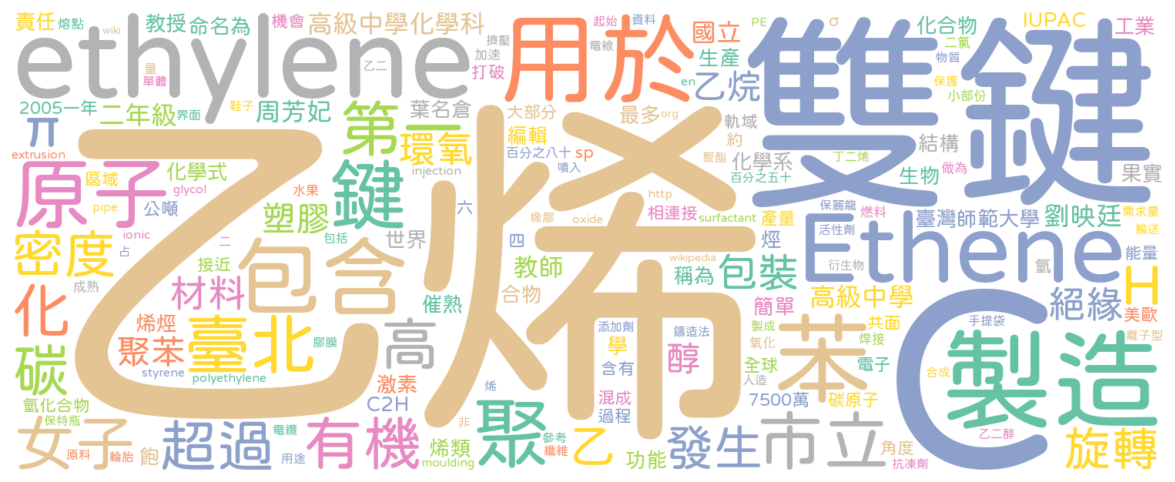 責任
熔點
wiki
教授
命名為
機會
高級中學化學科
起始
資料
PE
σ
化合物
IUPAC
工業
ethylene
用於
雙鍵
擠壓
加速
打破
電線
國立
生產
乙烷
二氯
物質
保護
小部份
量
單體
乙二
en
2005一年
二年級
界面
鞋子
周芳妃
葉名倉
第一
大部分
編輯
最多
org
軌域
約
結構
π
extrusion
環氧
百分之八十
噴入
sp
聚脂
化學系
百分之五十
丁二烯
做為
生物
果實
原子
區域
化學式
glycol
pipe
公噸
水果
鍵
injection
乙烯
http
保麗龍
燃料
臺灣師範大學
劉映廷
需求量
輸送
塑膠
包括
六
橡膠
oxide
相連接
surfactant
產量
活性劑
密度
ionic
占
二
世界
四
wikipedia
烴
衍生物
Ethene
氫
能量
接近
成熟
包含
催熟
教師
合物
稱為
包裝
H
化
材料
簡單
高級中學
絕緣
美歐
烯烴
聚苯
臺北
膠膜
高
添加劑
鑄造法
製成
氧化
共面
焊接
手提袋
離子型
碳
styrene
polyethylene
激素
烯
學
含有
醇
全球
人造
苯
電子
C
合成
製造
氫化合物
保特瓶
C2H
非
混成
過程
7500萬
碳原子
女子
原料
輪胎
飽
超過
電纜
用途
有機
烯類
moulding
聚
參考
纖維
乙
功能
發生
市立
角度
抗凍劑
乙二醇
旋轉